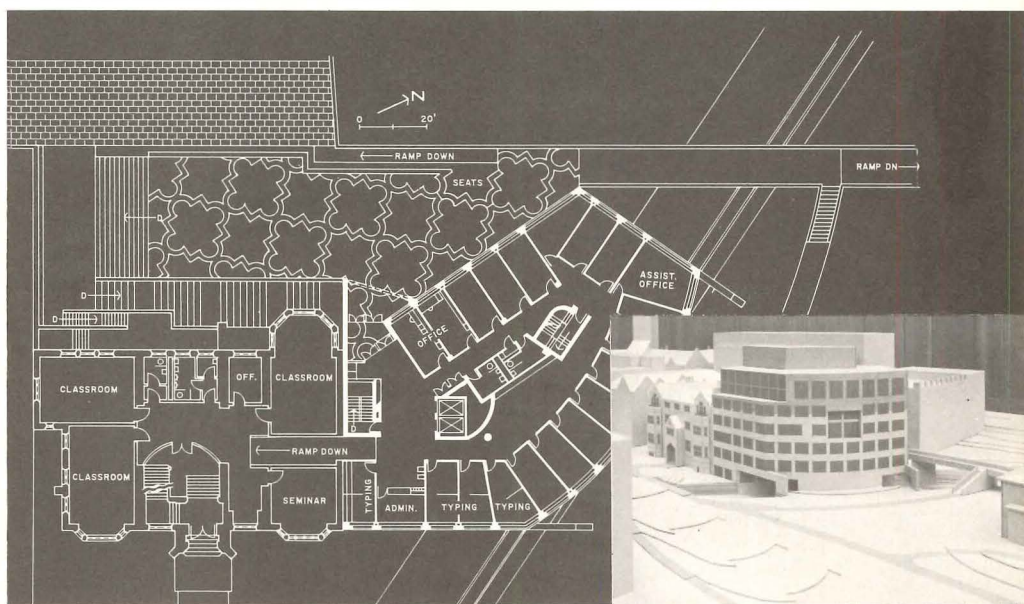 N
0 20'
RAMP DOWN
RAMP DN
SEATS
D
ASSIST. OFFICE
D
D
OFFICE
CLASSROOM
OFF.
CLASSROOM
RAMP DOWN
CLASSROOM
SEMINAR
TYPING
ADMIN.
TYPING
TYPING